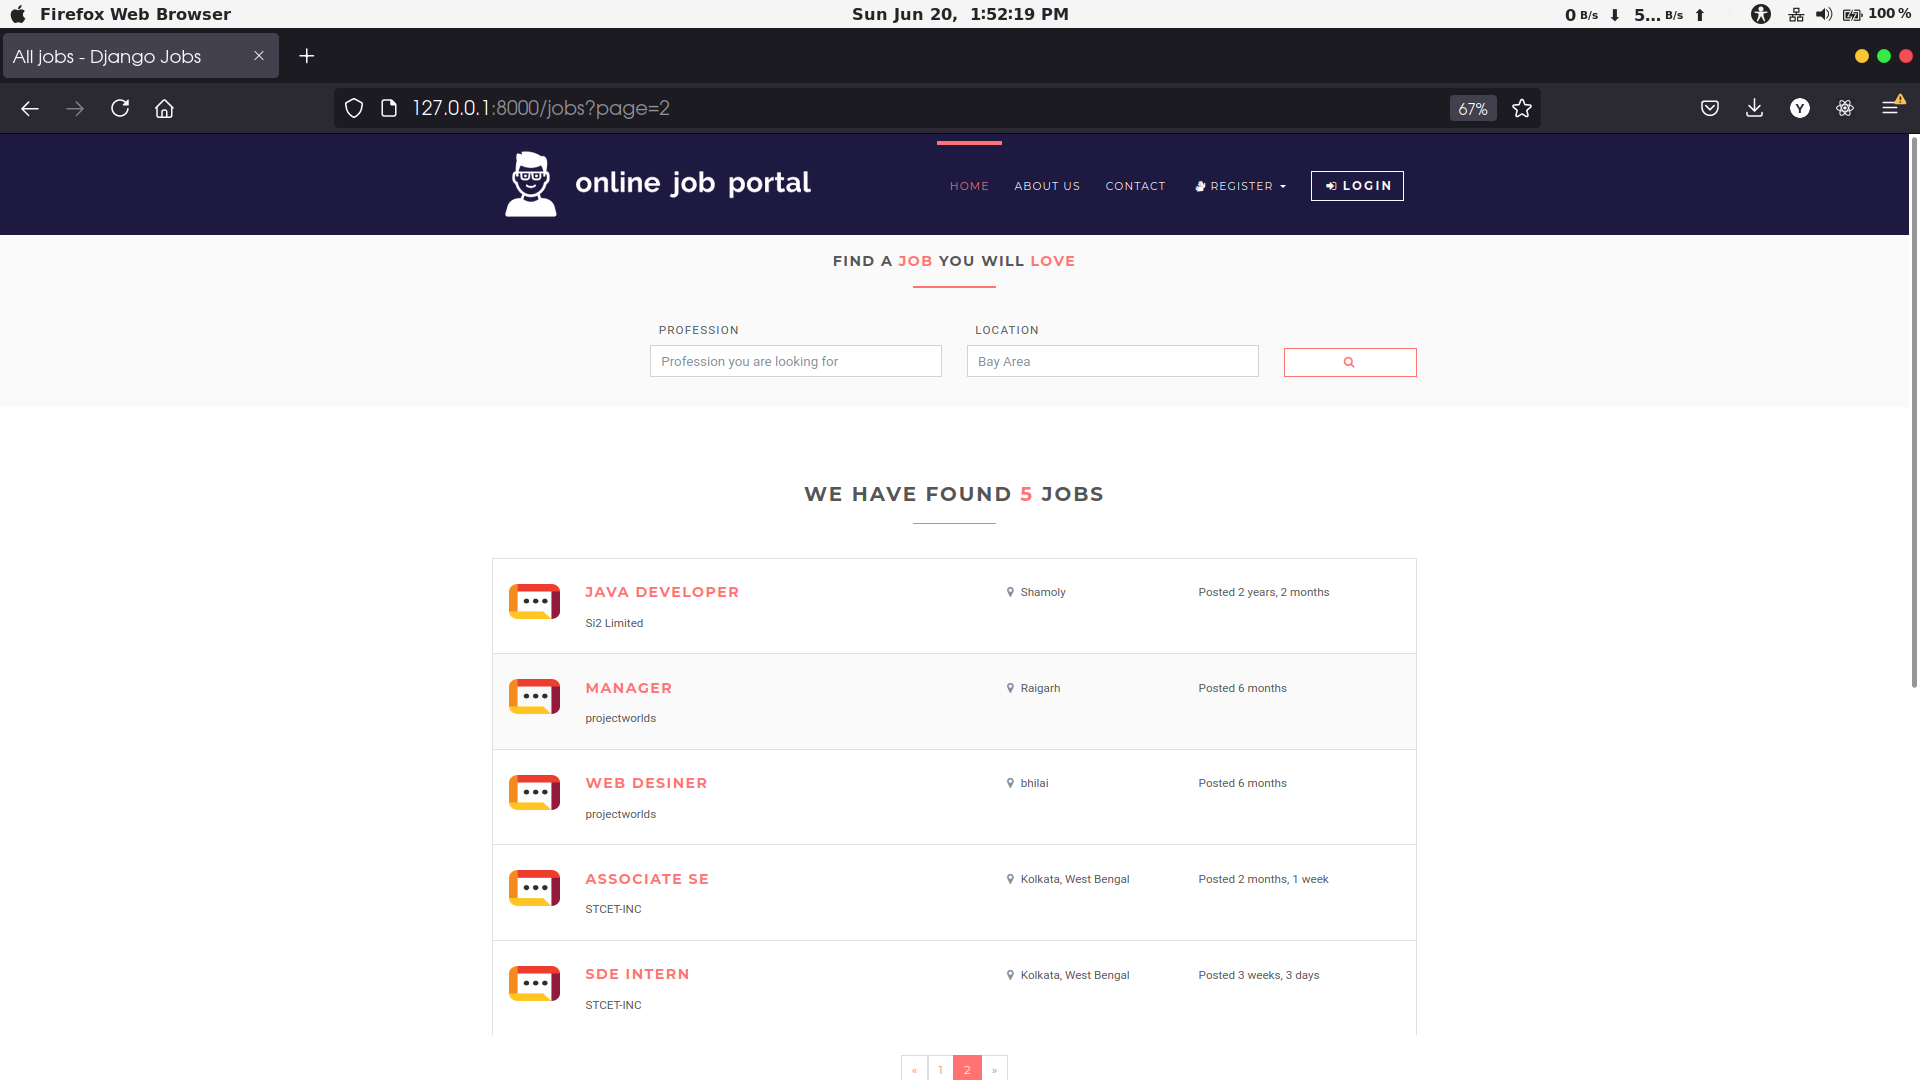 Firefox Web Browser Sun Jun 20, 1:52:19 PM 0 B/s ⬇ 5... B/s ⬆ 100 %
All jobs - Django Jobs × +
127.0.0.1:8000/jobs?page=2 67% Y
online job portal HOME ABOUT US CONTACT REGISTER LOGIN
FIND A JOB YOU WILL LOVE
PROFESSION LOCATION
Profession you are looking for Bay Area
WE HAVE FOUND 5 JOBS
JAVA DEVELOPER Shamoly Posted 2 years, 2 months
Si2 Limited
MANAGER Raigarh Posted 6 months
projectworlds
WEB DESINER bhilai Posted 6 months
projectworlds
ASSOCIATE SE Kolkata, West Bengal Posted 2 months, 1 week
STCET-INC
SDE INTERN Kolkata, West Bengal Posted 3 weeks, 3 days
STCET-INC
« 1 2 »